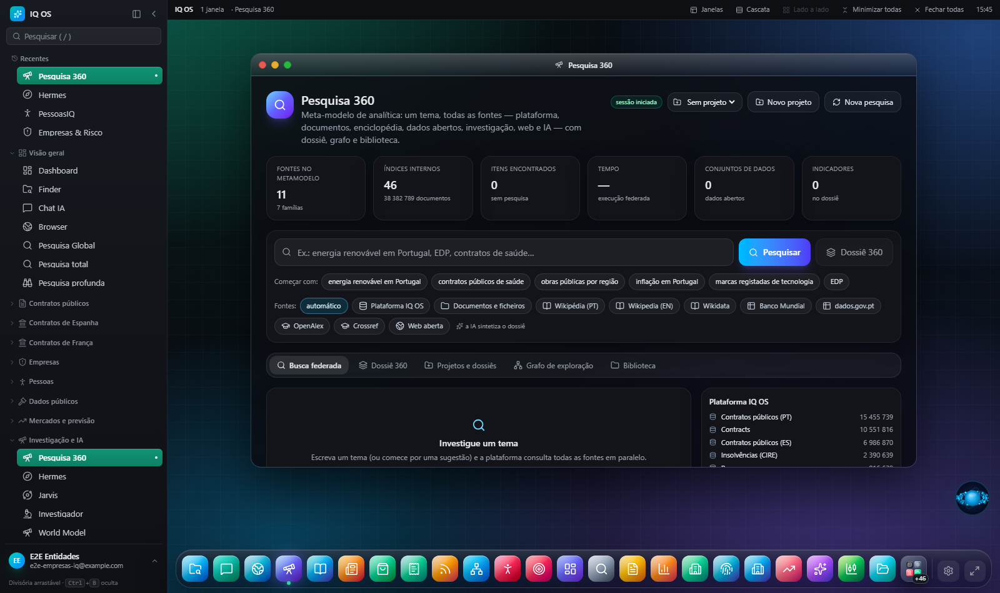 IQ OS
Pesquisar ( / )
Recentes
Pesquisa 360
Hermes
PessoasIQ
Empresas & Risco
Visão geral
Dashboard
Finder
Chat IA
Browser
Pesquisa Global
Pesquisa total
Pesquisa profunda
Contratos públicos
Contratos de Espanha
Contratos de França
Empresas
Pessoas
Dados públicos
Mercados e previsão
Investigação e IA
Pesquisa 360
Hermes
Jarvis
Investigador
World Model
EE
E2E Entidades
e2e-empresas-iq@example.com
Divisória arrastável · Ctrl + B oculta
IQ OS 1 janela · Pesquisa 360
Janelas Cascata Lado a lado Minimizar todas Fechar todas 15:45
Pesquisa 360
Pesquisa 360
Meta-modelo de analítica: um tema, todas as fontes — plataforma,
documentos, enciclopédia, dados abertos, investigação, web e IA — com
dossiê, grafo e biblioteca.
sessão iniciada Sem projeto Novo projeto Nova pesquisa
FONTES NO
METAMODELO
11
7 famílias
ÍNDICES INTERNOS
46
38 382 789 documentos
ITENS ENCONTRADOS
0
sem pesquisa
TEMPO
—
execução federada
CONJUNTOS DE DADOS
0
dados abertos
INDICADORES
0
no dossiê
Ex.: energia renovável em Portugal, EDP, contratos de saúde...
Pesquisar
Dossiê 360
Começar com: energia renovável em Portugal contratos públicos de saúde obras públicas por região inflação em Portugal marcas registadas de tecnologia EDP
Fontes: automático Plataforma IQ OS Documentos e ficheiros Wikipédia (PT) Wikipedia (EN) Wikidata Banco Mundial dados.gov.pt
OpenAlex Crossref Web aberta a IA sintetiza o dossiê
Busca federada Dossiê 360 Projetos e dossiês Grafo de exploração Biblioteca
Investigue um tema
Escreva um tema (ou comece por uma sugestão) e a plataforma consulta todas as fontes em paralelo.
Plataforma IQ OS
Contratos públicos (PT) 15 455 739
Contracts 10 551 816
Contratos públicos (ES) 6 986 870
Insolvências (CIRE) 2 390 639
+46